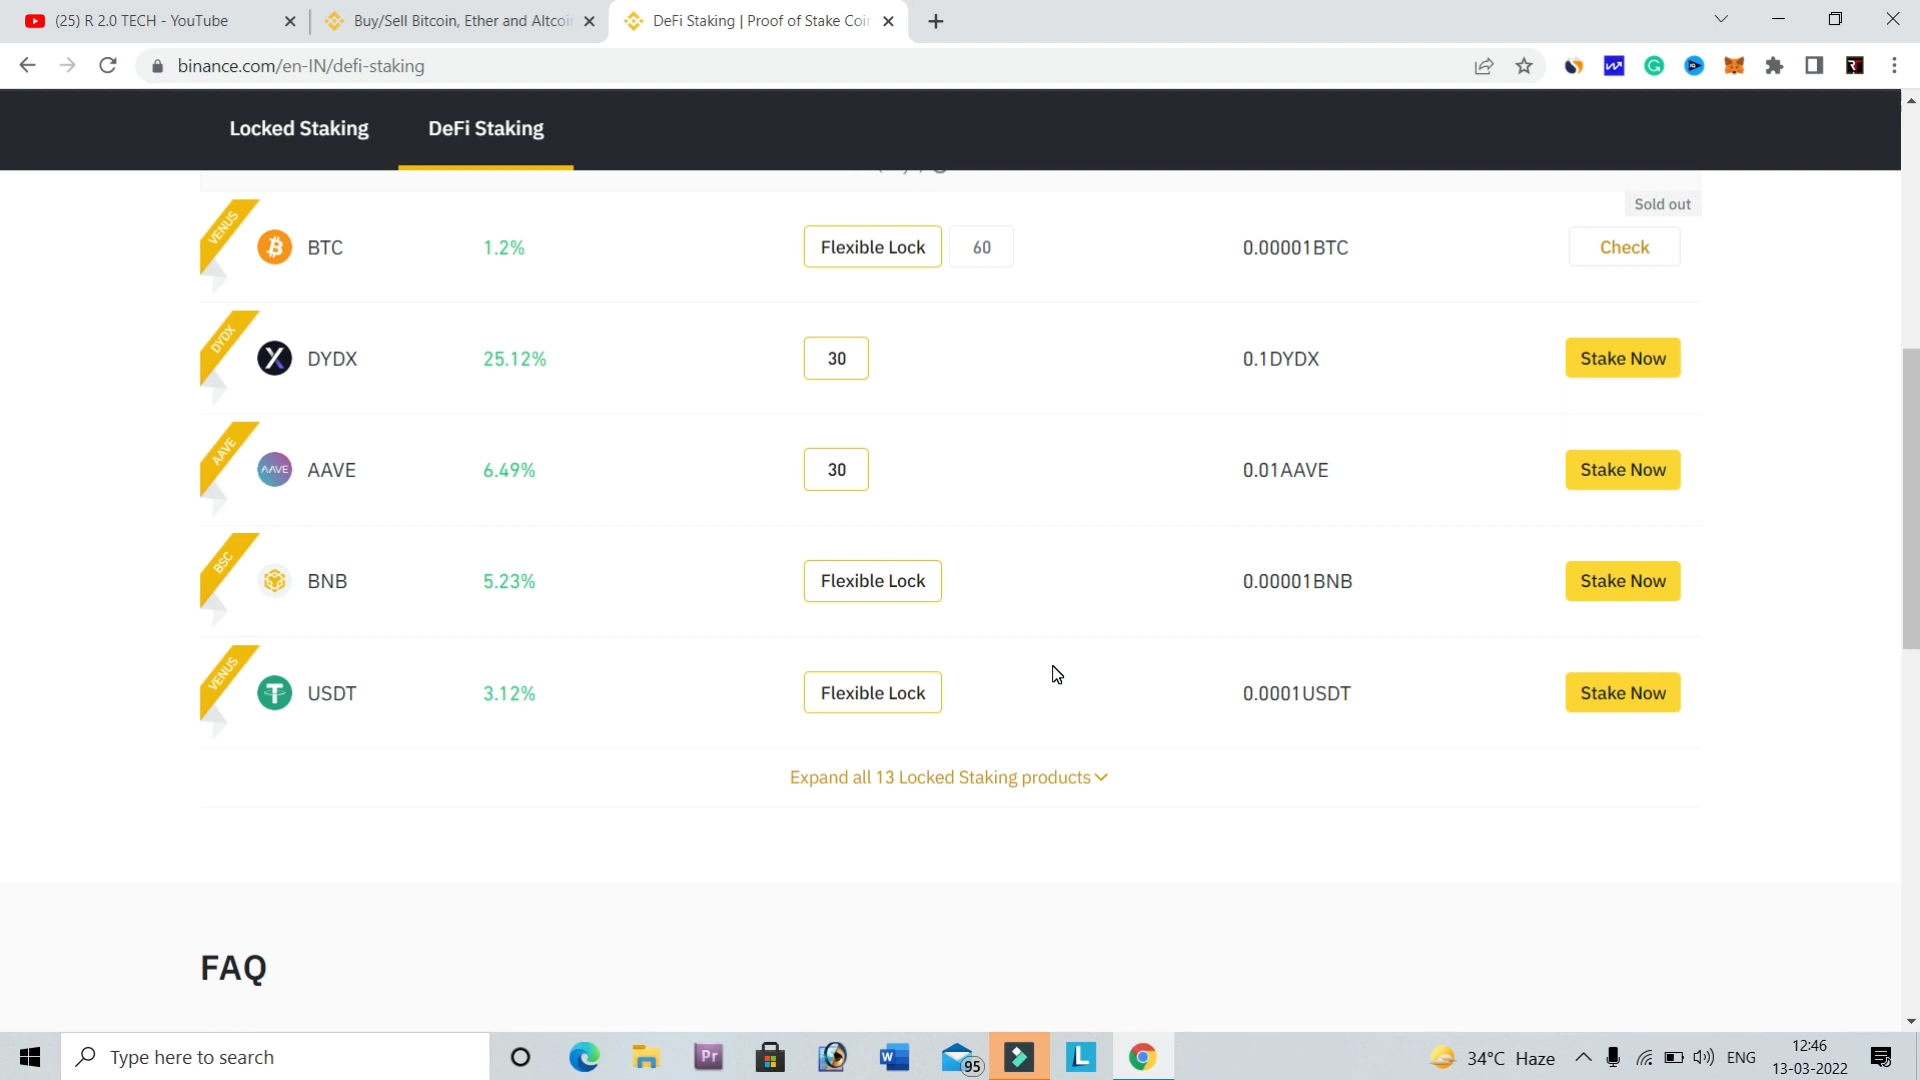 (25) R 2.0 TECH - YouTube
Buy/Sell Bitcoin, Ether and Altcoi
DeFi Staking | Proof of Stake Coi
binance.com/en-IN/defi-staking
Locked Staking
DeFi Staking
Sold out
VENUS
BTC
1.2%
Flexible Lock
60
0.00001BTC
Check
DYDX
DYDX
25.12%
30
0.1DYDX
Stake Now
AAVE
AAVE
AAVE
6.49%
30
0.01AAVE
Stake Now
BSC
BNB
5.23%
Flexible Lock
0.00001BNB
Stake Now
VENUS
USDT
3.12%
Flexible Lock
0.0001USDT
Stake Now
Expand all 13 Locked Staking products
FAQ
Type here to search
Pr
W
95
L
34°C Haze
ENG
12:46
13-03-2022